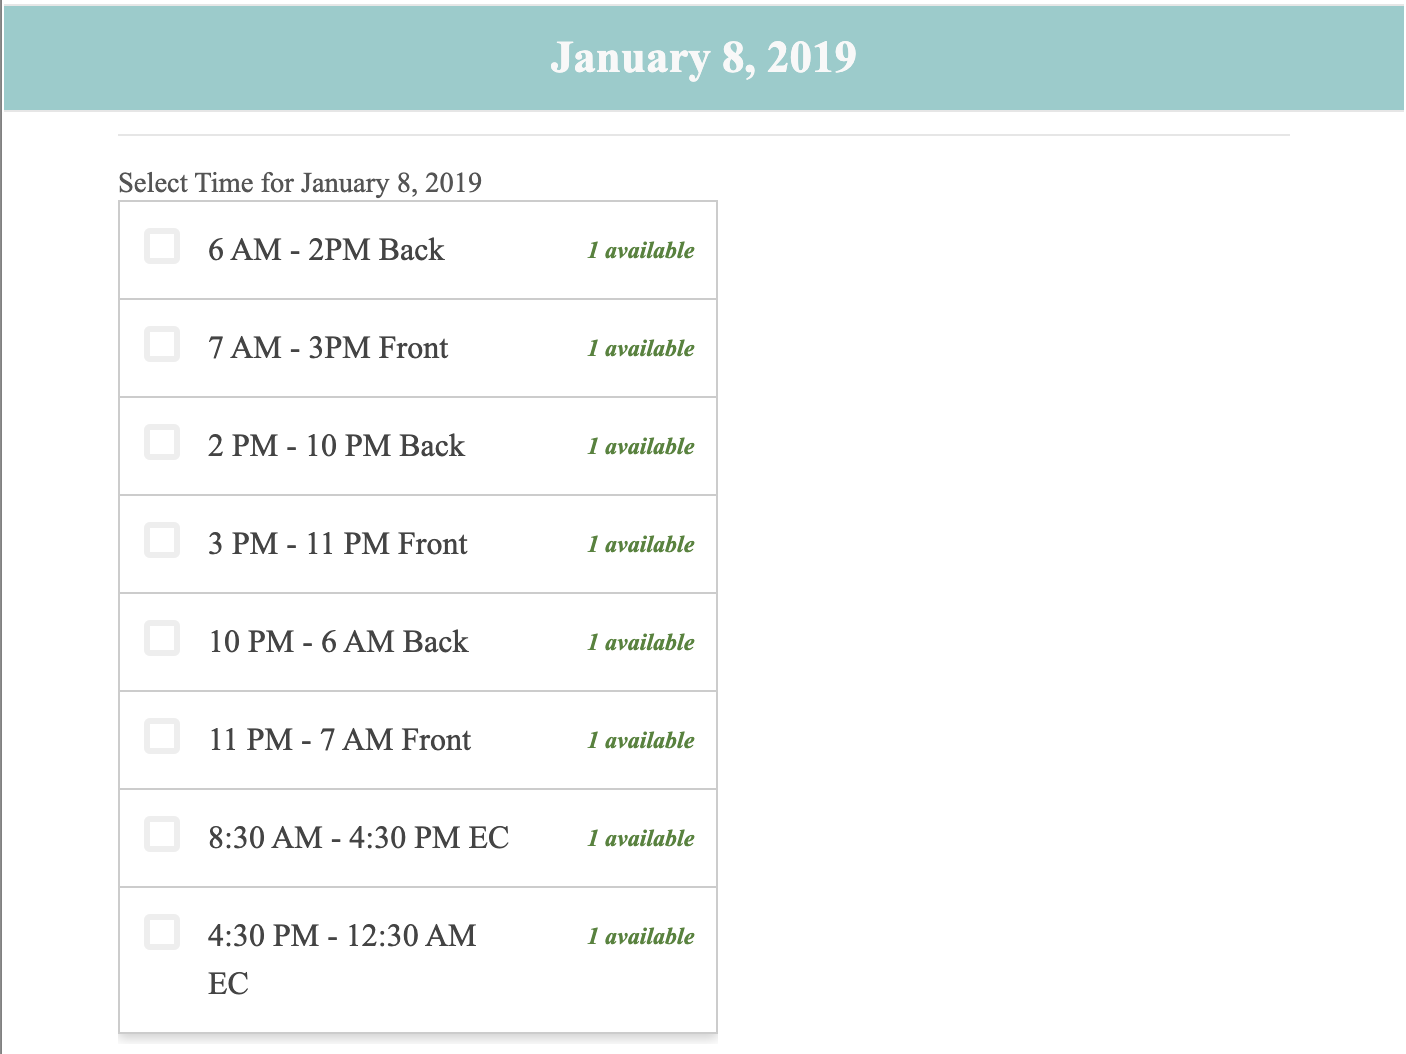 January 8, 2019
Select Time for January 8, 2019
6 AM - 2PM Back 1 available
7 AM - 3PM Front 1 available
2 PM - 10 PM Back 1 available
3 PM - 11 PM Front 1 available
10 PM - 6 AM Back 1 available
11 PM - 7 AM Front 1 available
8:30 AM - 4:30 PM EC 1 available
4:30 PM - 12:30 AM 1 available
EC